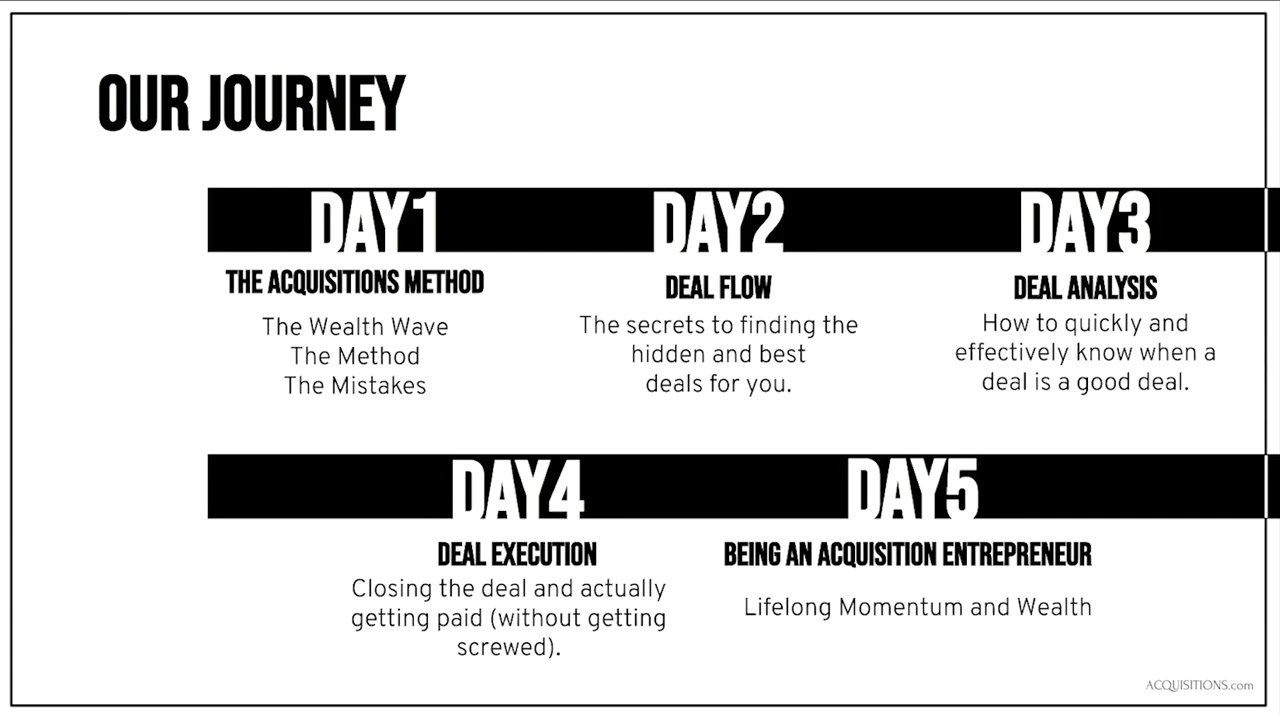 OUR JOURNEY
DAY1
DAY2
DAY3
THE ACQUISITIONS METHOD
The Wealth Wave
The Method
The Mistakes
DEAL FLOW
The secrets to finding the
hidden and best
deals for you.
DEAL ANALYSIS
How to quickly and
effectively know when a
deal is a good deal.
DAY4
DAY5
DEAL EXECUTION
Closing the deal and actually
getting paid (without getting
screwed).
BEING AN ACQUISITION ENTREPRENEUR
Lifelong Momentum and Wealth
ACQUISITIONS.com